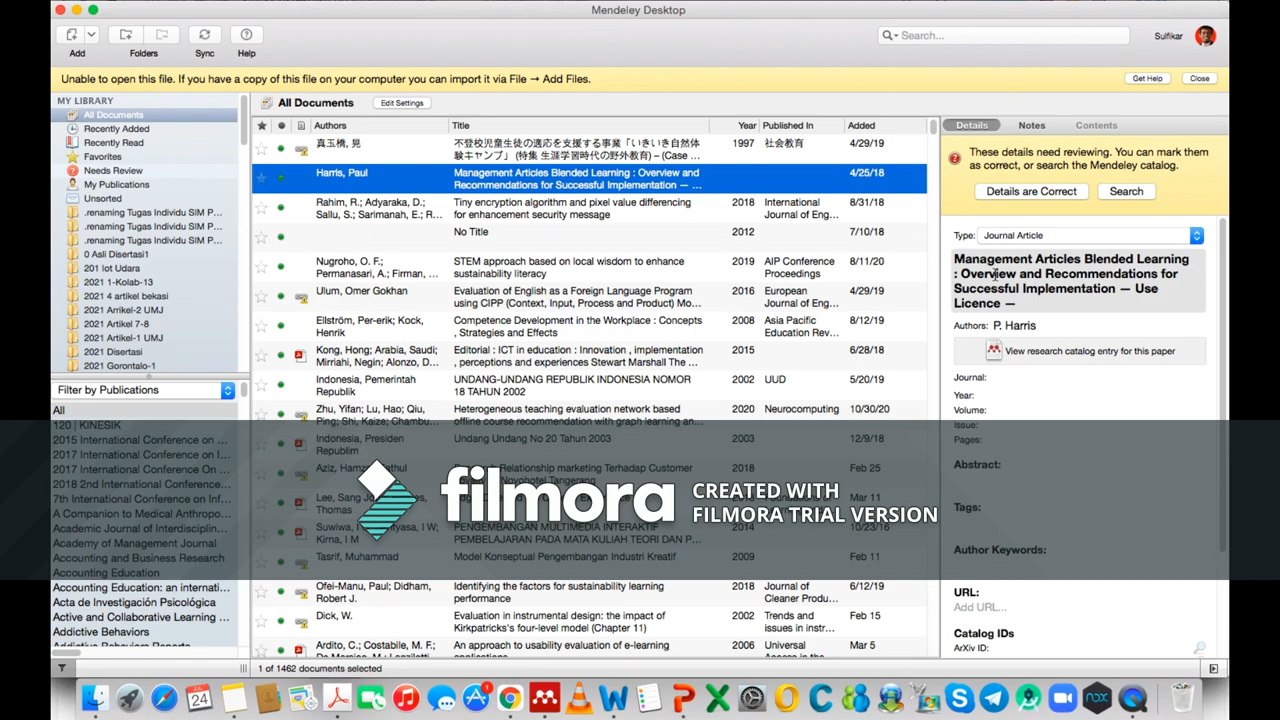 Mendeley Desktop
Add
Folders
Sync
Help
Search...
Sulfikar
Unable to open this file. If you have a copy of this file on your computer you can import it via File → Add Files.
Get Help
Close
MY LIBRARY
All Documents
Recently Added
Recently Read
Favorites
Needs Review
My Publications
Unsorted
.renaming Tugas Individu SIM P...
.renaming Tugas Individu SIM P...
.renaming Tugas Individu SIM P...
0 Asli Disertasi1
201 Iot Udara
2021 1-Kolab-13
2021 4 artikel bekasi
2021 Arrikel-2 UMJ
2021 Artikel 7-8
2021 Artikel-1 UMJ
2021 Disertasi
2021 Gorontalo-1
Filter by Publications
All
120 | KINESIK
2015 International Conference on ...
2017 International Conference on ...
2017 International Conference On ...
2018 2nd International Conference...
7th International Conference on Inf...
A Companion to Medical Anthropo...
Academic Journal of Interdisciplin...
Academy of Management Journal
Accounting and Business Research
Accounting Education
Accounting Education: an internati...
Acta de Investigación Psicológica
Active and Collaborative Learning ...
Addictive Behaviors
Addictive Behaviors Reports
All Documents
Edit Settings
Authors Title Year Published In Added
真玉橋, 晃 不登校児童生徒の適応を支援する事業「いきいき自然体 1997 社会教育 4/29/19
験キャンプ」 (特集 生涯学習時代の野外教育) – (Case ...
Harris, Paul Management Articles Blended Learning : Overview and 4/25/18
Recommendations for Successful Implementation — ...
Rahim, R.; Adyaraka, D.; Tiny encryption algorithm and pixel value differencing 2018 International 8/31/18
Sallu, S.; Sarimanah, E.; R... for enhancement security message Journal of Eng...
No Title 2012 7/10/18
Nugroho, O. F.; STEM approach based on local wisdom to enhance 2019 AIP Conference 8/11/20
Permanasari, A.; Firman, ... sustainability literacy Proceedings
Ulum, Omer Gokhan Evaluation of English as a Foreign Language Program 2016 European 4/29/19
using CIPP (Context, Input, Process and Product) Mo... Journal of Eng...
Ellström, Per-erik; Kock, Competence Development in the Workplace : Concepts 2008 Asia Pacific 8/12/19
Henrik , Strategies and Effects Education Rev...
Kong, Hong; Arabia, Saudi; Editorial : ICT in education : Innovation , implementation 2015 6/28/18
Mirriahi, Negin; Alonzo, D... , perceptions and experiences Stewart Marshall The ...
Indonesia, Pemerintah UNDANG-UNDANG REPUBLIK INDONESIA NOMOR 2002 UUD 5/20/19
Republik 18 TAHUN 2002
Zhu, Yifan; Lu, Hao; Qiu, Heterogeneous teaching evaluation network based 2020 Neurocomputing 10/30/20
Ping; Shi, Kaize; Chambu... offline course recommendation with graph learning an...
Indonesia, Presiden Undang Undang No 20 Tahun 2003 2003 12/9/18
Republim
Relationship marketing Terhadap Customer 2018 Feb 25
Lee, Sang Mar 11
PENGEMBANGAN MULTIMEDIA INTERAKTIF 2014 10/23/16
Kirna, I M PEMBELAJARAN PADA MATA KULIAH TEORI DAN P...
Tasrif, Muhammad Model Konseptual Pengembangan Industri Kreatif 2009 Feb 11
Ofei-Manu, Paul; Didham, Identifying the factors for sustainability learning 2018 Journal of 6/12/19
Robert J. performance Cleaner Produ...
Dick, W. Evaluation in instrumental design: the impact of Trends and Feb 15
Kirkpatricks's four-level model (Chapter 11) issues in instr...
Ardito, C.; Costabile, M. F.; An approach to usability evaluation of e-learning 2006 Universal Mar 5
1 of 1462 documents selected
Details
Notes
Contents
These details need reviewing. You can mark them
as correct, or search the Mendeley catalog.
Details are Correct
Search
Type: Journal Article
Management Articles Blended Learning
: Overview and Recommendations for
Successful Implementation — Use
Licence —
Authors: P. Harris
View research catalog entry for this paper
Journal:
Year:
Volume:
Issue:
Pages:
Abstract:
Tags:
Author Keywords:
URL:
Add URL...
Catalog IDs
ArXiv ID:
filmora
CREATED WITH
FILMORA TRIAL VERSION